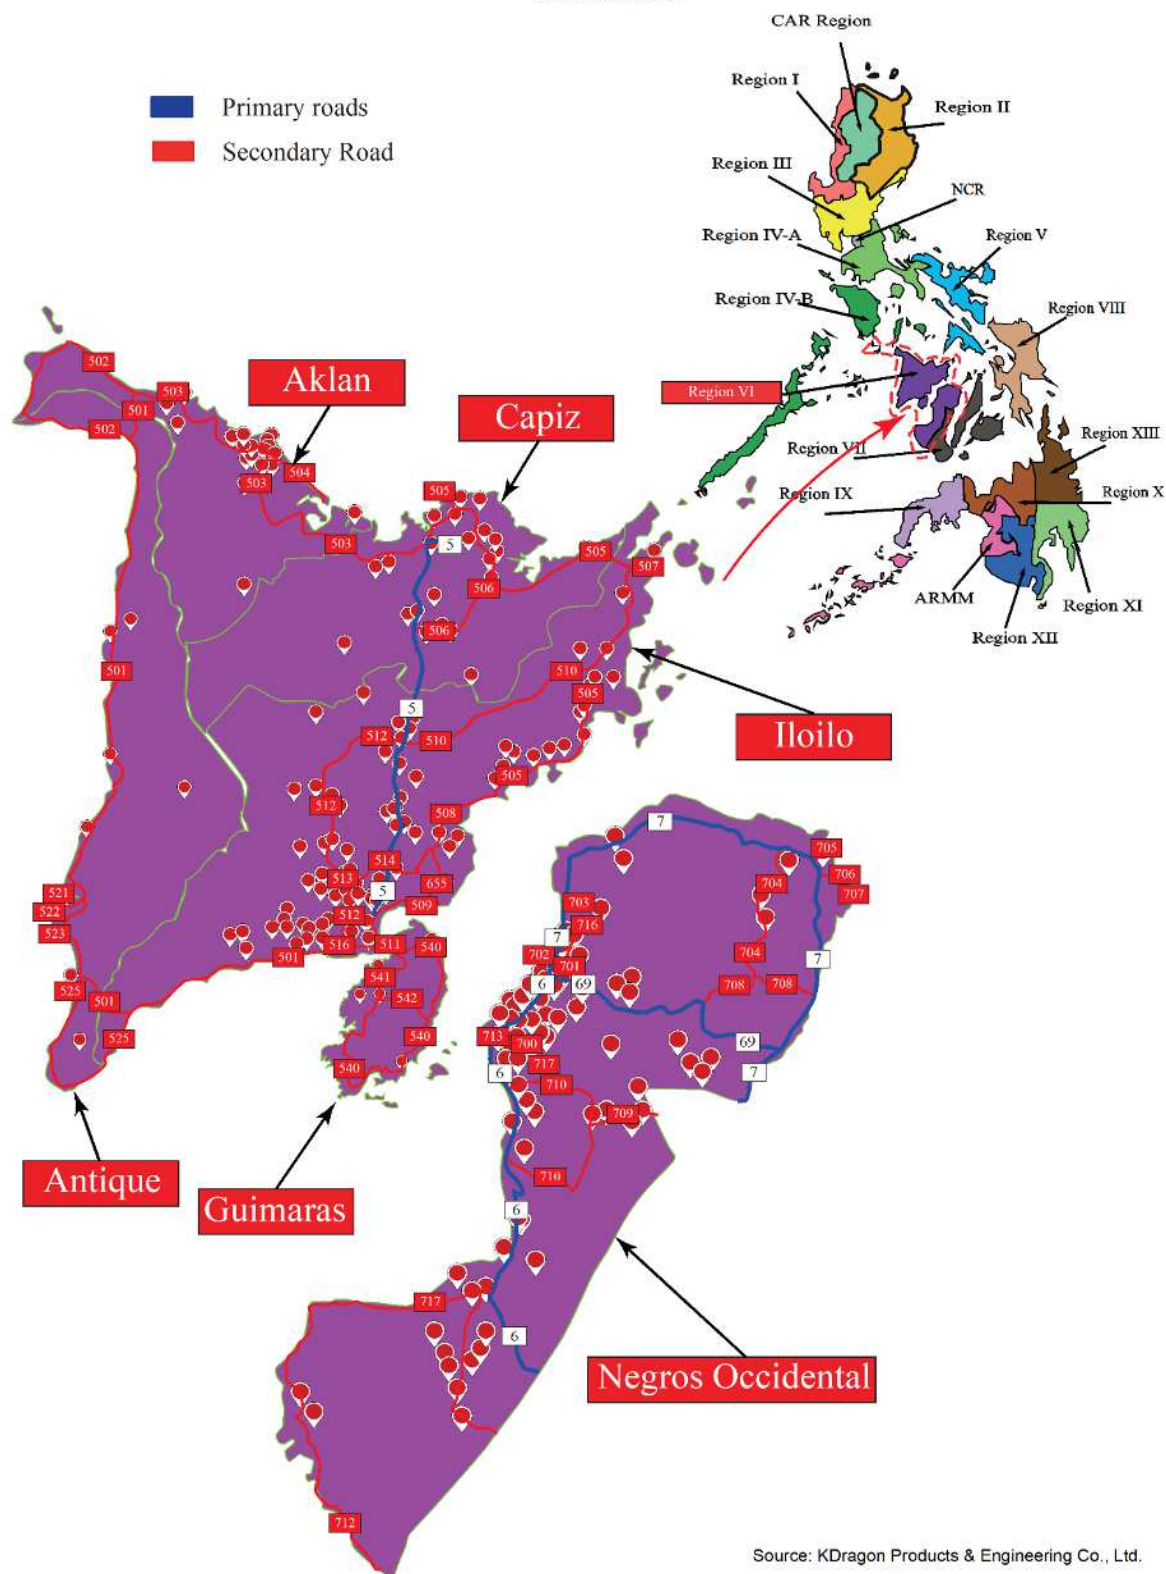 CAR Region
Region I
Region II
Primary roads
Secondary Road
Region III
NCR
Region IV-A
Region V
Region IV-B
Region VIII
502
Aklan
503
501
502
Capiz
Region VI
504
503
505
Region VII
Region XIII
Region IX
Region X
503
5
505
507
506
ARMM
Region XI
Region XII
506
501
510
505
5
512
510
Iloilo
505
512
508
7
514
513
655
5
705
706
707
704
521
522
523
509
512
516
511
501
540
703
716
7
702
701
704
7
525
501
541
542
6
69
708
708
525
540
540
713
700
717
69
6
710
7
709
Antique
Guimaras
710
6
717
6
Negros Occidental
712
Source: KDragon Products & Engineering Co., Ltd.